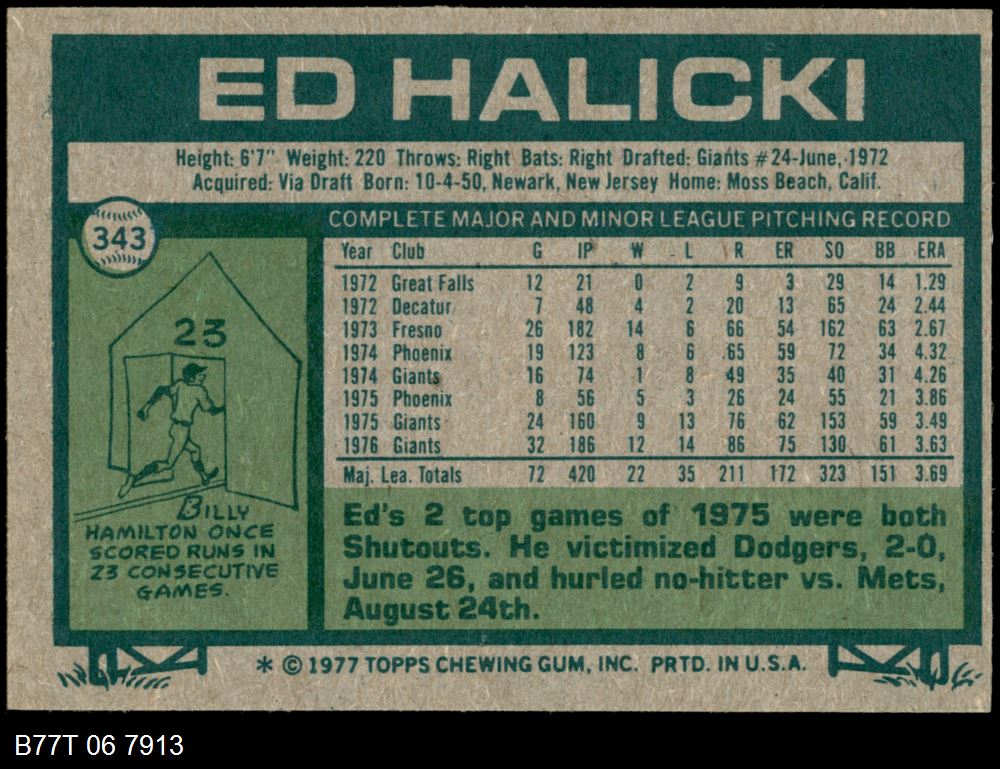 ED HALICKI
Height: 6'7" Weight: 220 Throws: Right Bats: Right Drafted: Giants #24-June, 1972
Acquired: Via Draft Born: 10-4-50, Newark, New Jersey Home: Moss Beach, Calif.
343
COMPLETE MAJOR AND MINOR LEAGUE PITCHING RECORD
Year Club G IP W L R ER SO BB ERA
1972 Great Falls 12 21 0 2 9 3 29 14 1.29
1972 Decatur 7 48 4 2 20 13 65 24 2.44
1973 Fresno 26 182 14 6 66 54 162 63 2.67
1974 Phoenix 19 123 8 6 65 59 72 34 4.32
1974 Giants 16 74 1 8 49 35 40 31 4.26
1975 Phoenix 8 56 5 3 26 24 55 21 3.86
1975 Giants 24 160 9 13 76 62 153 59 3.49
1976 Giants 32 186 12 14 86 75 130 61 3.63
Maj. Lea. Totals 72 420 22 35 211 172 323 151 3.69
23
BILLY
HAMILTON ONCE
SCORED RUNS IN
23 CONSECUTIVE
GAMES.
Ed's 2 top games of 1975 were both
Shutouts. He victimized Dodgers, 2-0,
June 26, and hurled no-hitter vs. Mets,
August 24th.
* © 1977 TOPPS CHEWING GUM, INC. PRTD. IN U.S.A.
B77T 06 7913